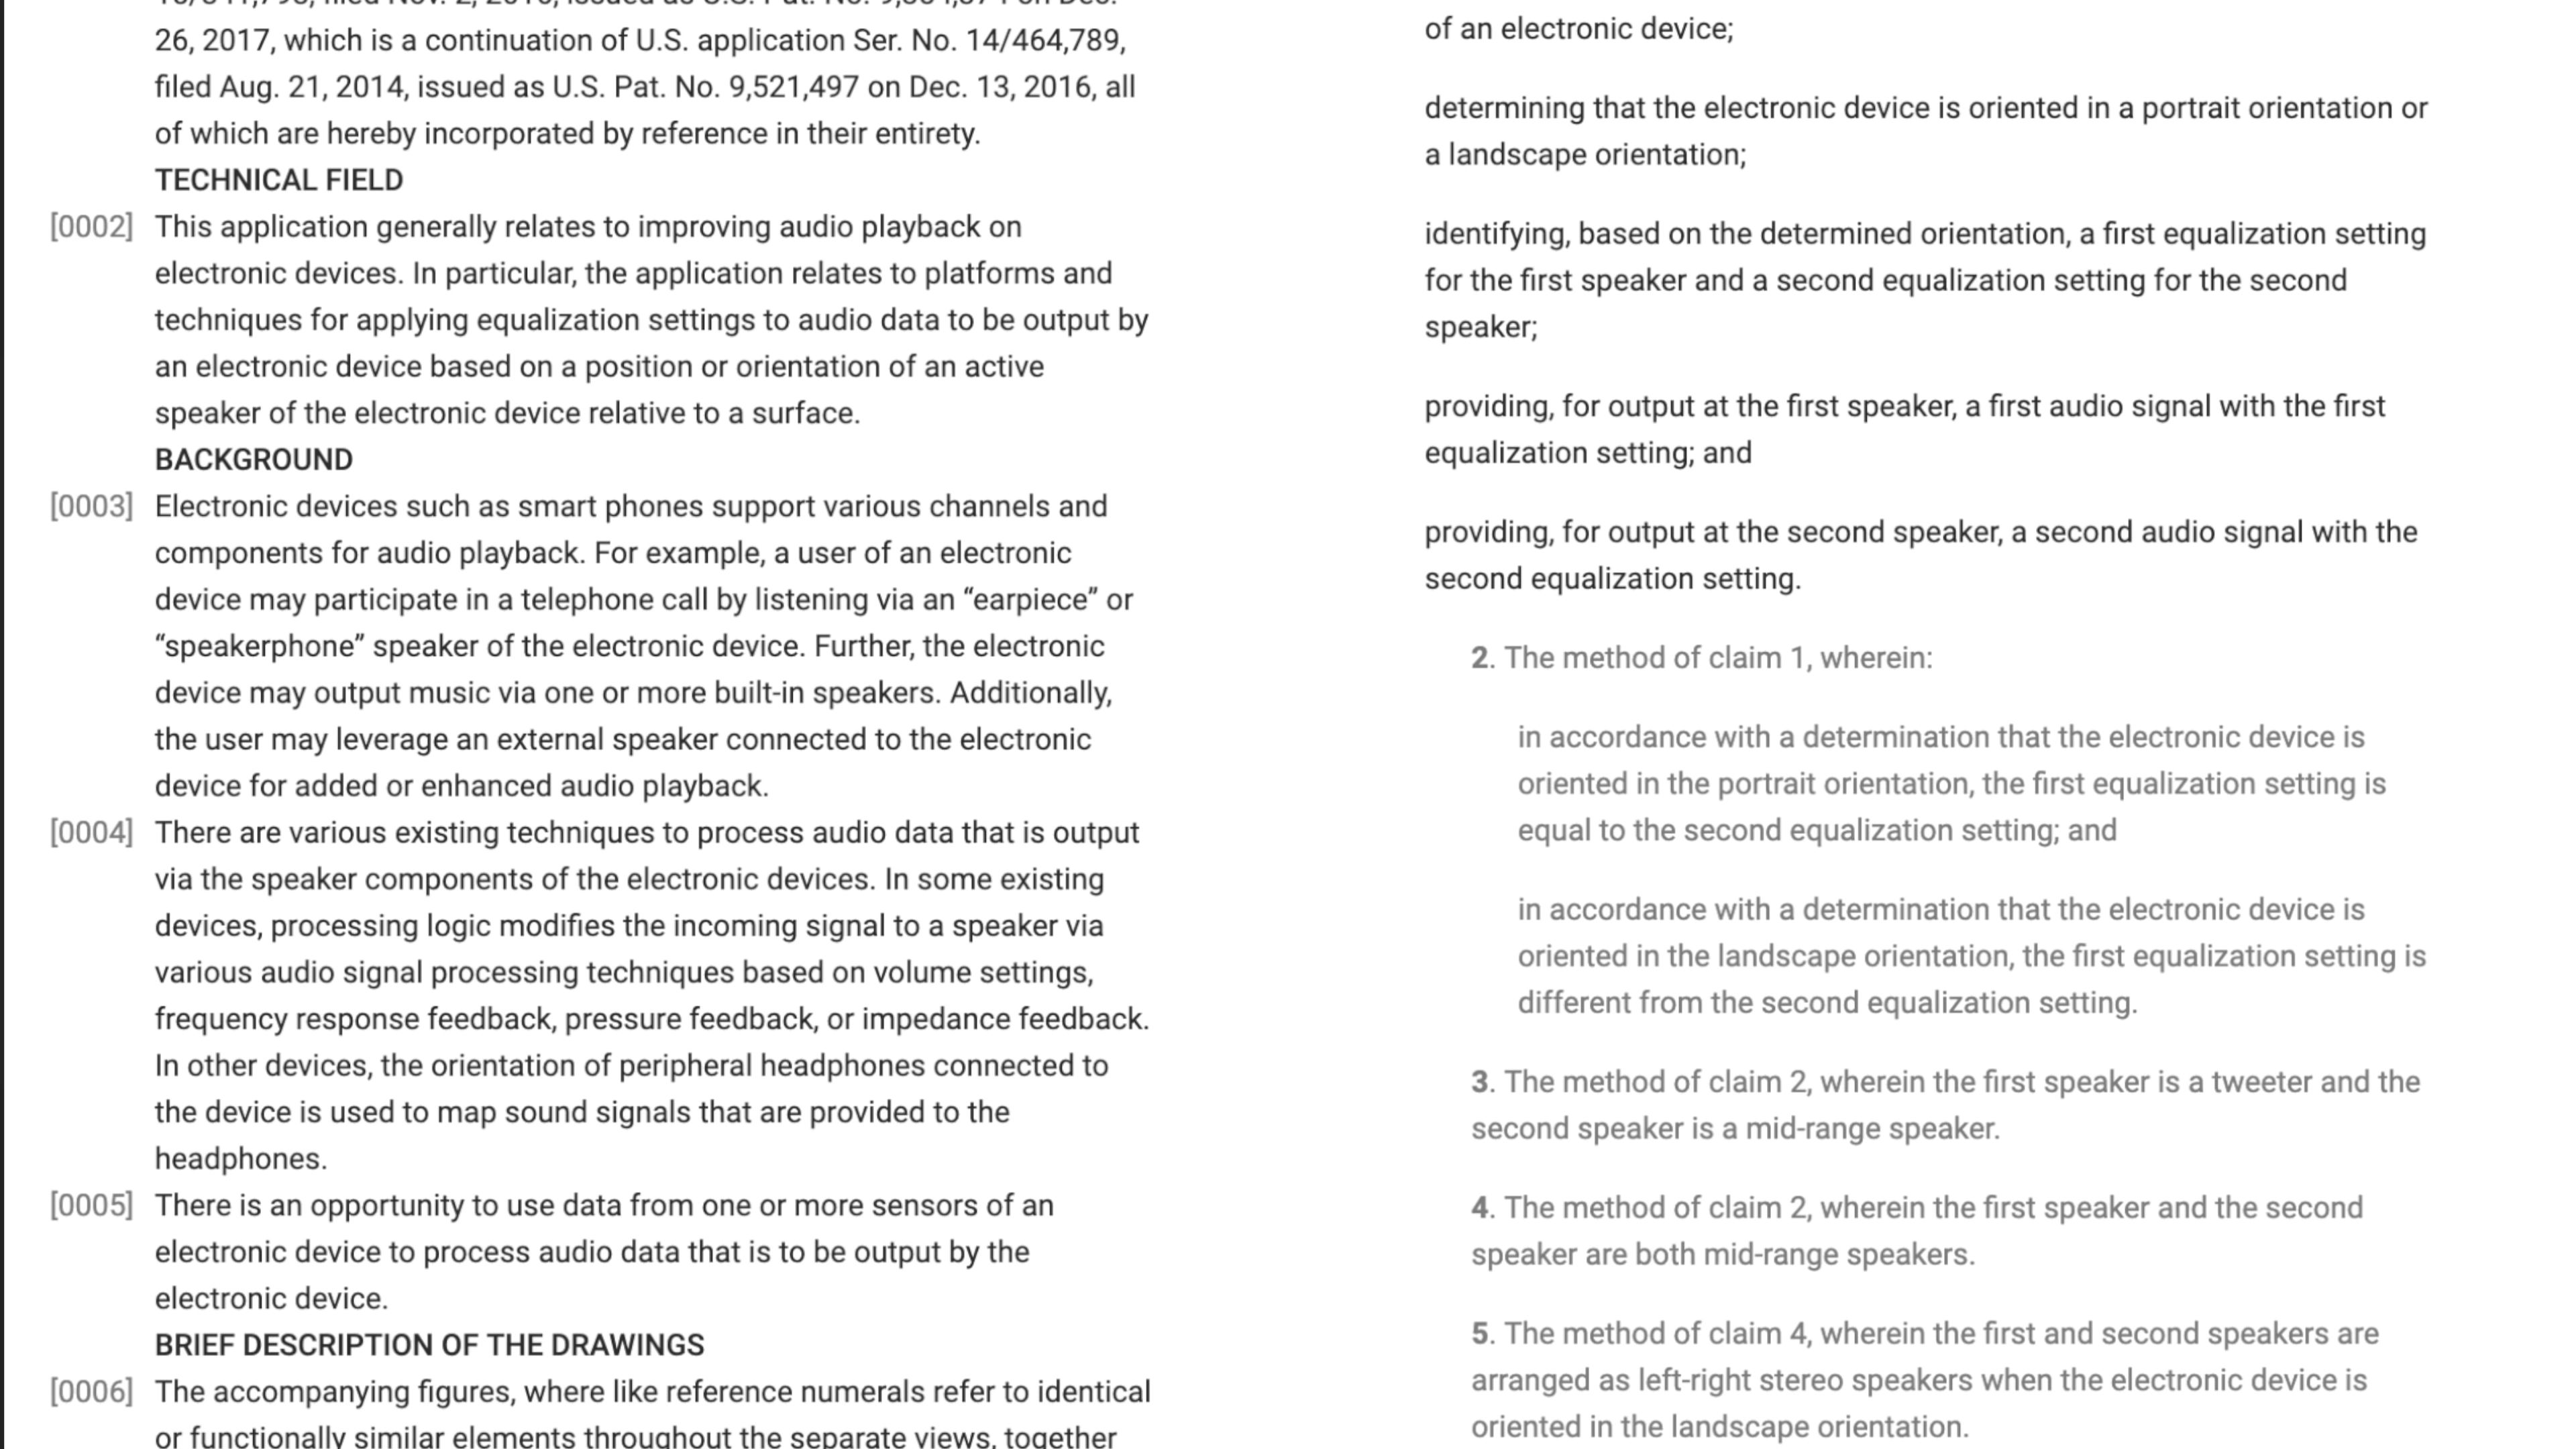 26, 2017, which is a continuation of U.S. application Ser. No. 14/464,789,
filed Aug. 21, 2014, issued as U.S. Pat. No. 9,521,497 on Dec. 13, 2016, all
of which are hereby incorporated by reference in their entirety.
TECHNICAL FIELD
[0002] This application generally relates to improving audio playback on
electronic devices. In particular, the application relates to platforms and
techniques for applying equalization settings to audio data to be output by
an electronic device based on a position or orientation of an active
speaker of the electronic device relative to a surface.
BACKGROUND
[0003] Electronic devices such as smart phones support various channels and
components for audio playback. For example, a user of an electronic
device may participate in a telephone call by listening via an “earpiece” or
“speakerphone” speaker of the electronic device. Further, the electronic
device may output music via one or more built-in speakers. Additionally,
the user may leverage an external speaker connected to the electronic
device for added or enhanced audio playback.
[0004] There are various existing techniques to process audio data that is output
via the speaker components of the electronic devices. In some existing
devices, processing logic modifies the incoming signal to a speaker via
various audio signal processing techniques based on volume settings,
frequency response feedback, pressure feedback, or impedance feedback.
In other devices, the orientation of peripheral headphones connected to
the device is used to map sound signals that are provided to the
headphones.
[0005] There is an opportunity to use data from one or more sensors of an
electronic device to process audio data that is to be output by the
electronic device.
BRIEF DESCRIPTION OF THE DRAWINGS
[0006] The accompanying figures, where like reference numerals refer to identical
or functionally similar elements throughout the separate views, together
of an electronic device;
determining that the electronic device is oriented in a portrait orientation or
a landscape orientation;
identifying, based on the determined orientation, a first equalization setting
for the first speaker and a second equalization setting for the second
speaker;
providing, for output at the first speaker, a first audio signal with the first
equalization setting; and
providing, for output at the second speaker, a second audio signal with the
second equalization setting.
2. The method of claim 1, wherein:
in accordance with a determination that the electronic device is
oriented in the portrait orientation, the first equalization setting is
equal to the second equalization setting; and
in accordance with a determination that the electronic device is
oriented in the landscape orientation, the first equalization setting is
different from the second equalization setting.
3. The method of claim 2, wherein the first speaker is a tweeter and the
second speaker is a mid-range speaker.
4. The method of claim 2, wherein the first speaker and the second
speaker are both mid-range speakers.
5. The method of claim 4, wherein the first and second speakers are
arranged as left-right stereo speakers when the electronic device is
oriented in the landscape orientation.